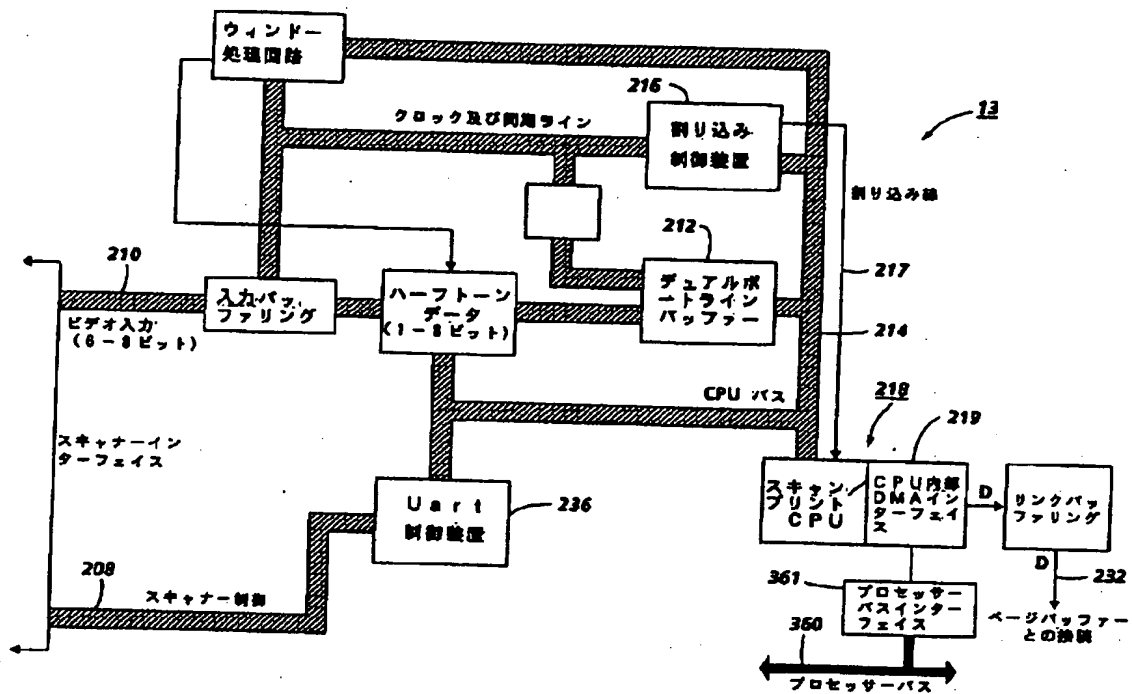 ウィンドー
処理回路
216
クロック及び同期ライン
割り込み
制御装置
13
割り込み線
212
217
210
入力バッ
ファリング
ハーフトーン
データ
(1-8ビット)
デュアルポ
ートライン
バッファー
ビデオ入力
(6-8ビット)
214
CPU バス
218
219
スキャナーイン
ターフェイス
スキャン
プリント
CPU
CPU内部
DMAイン
ターフェイ
ス
D
リンクバッ
ファリング
Uart
制御装置
236
D
232
208
スキャナー制御
361
プロセッサー
バスインター
フェイス
ページバッファー
との接続
360
プロセッサーバス